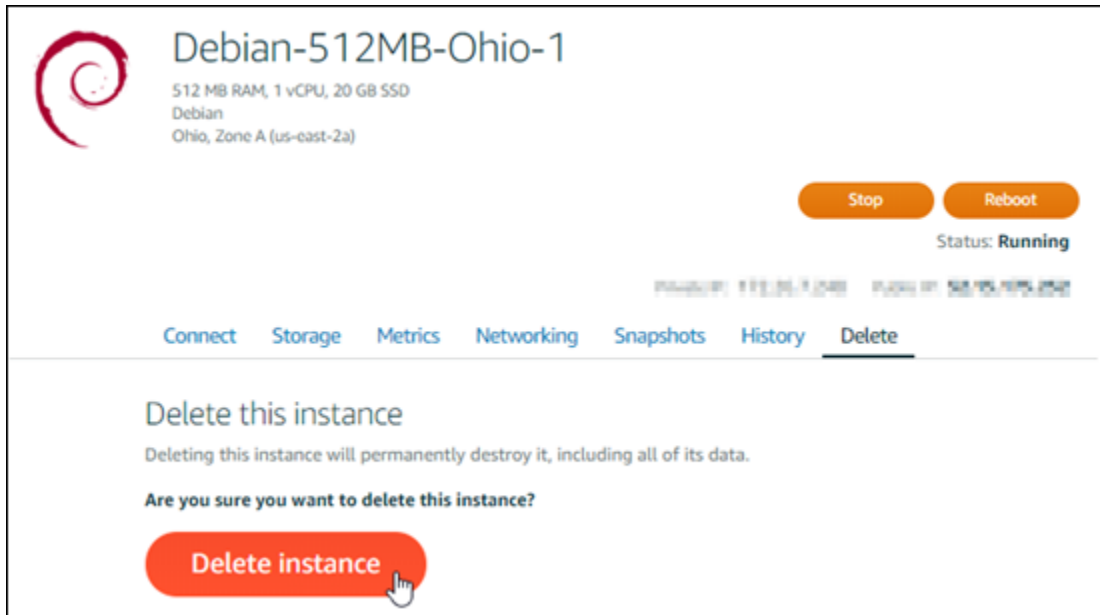 Debian-512MB-Ohio-1
512 MB RAM, 1 vCPU, 20 GB SSD
Debian
Ohio, Zone A (us-east-2a)
Stop Reboot
Status: Running
Connect Storage Metrics Networking Snapshots History Delete
Delete this instance
Deleting this instance will permanently destroy it, including all of its data.
Are you sure you want to delete this instance?
Delete instance